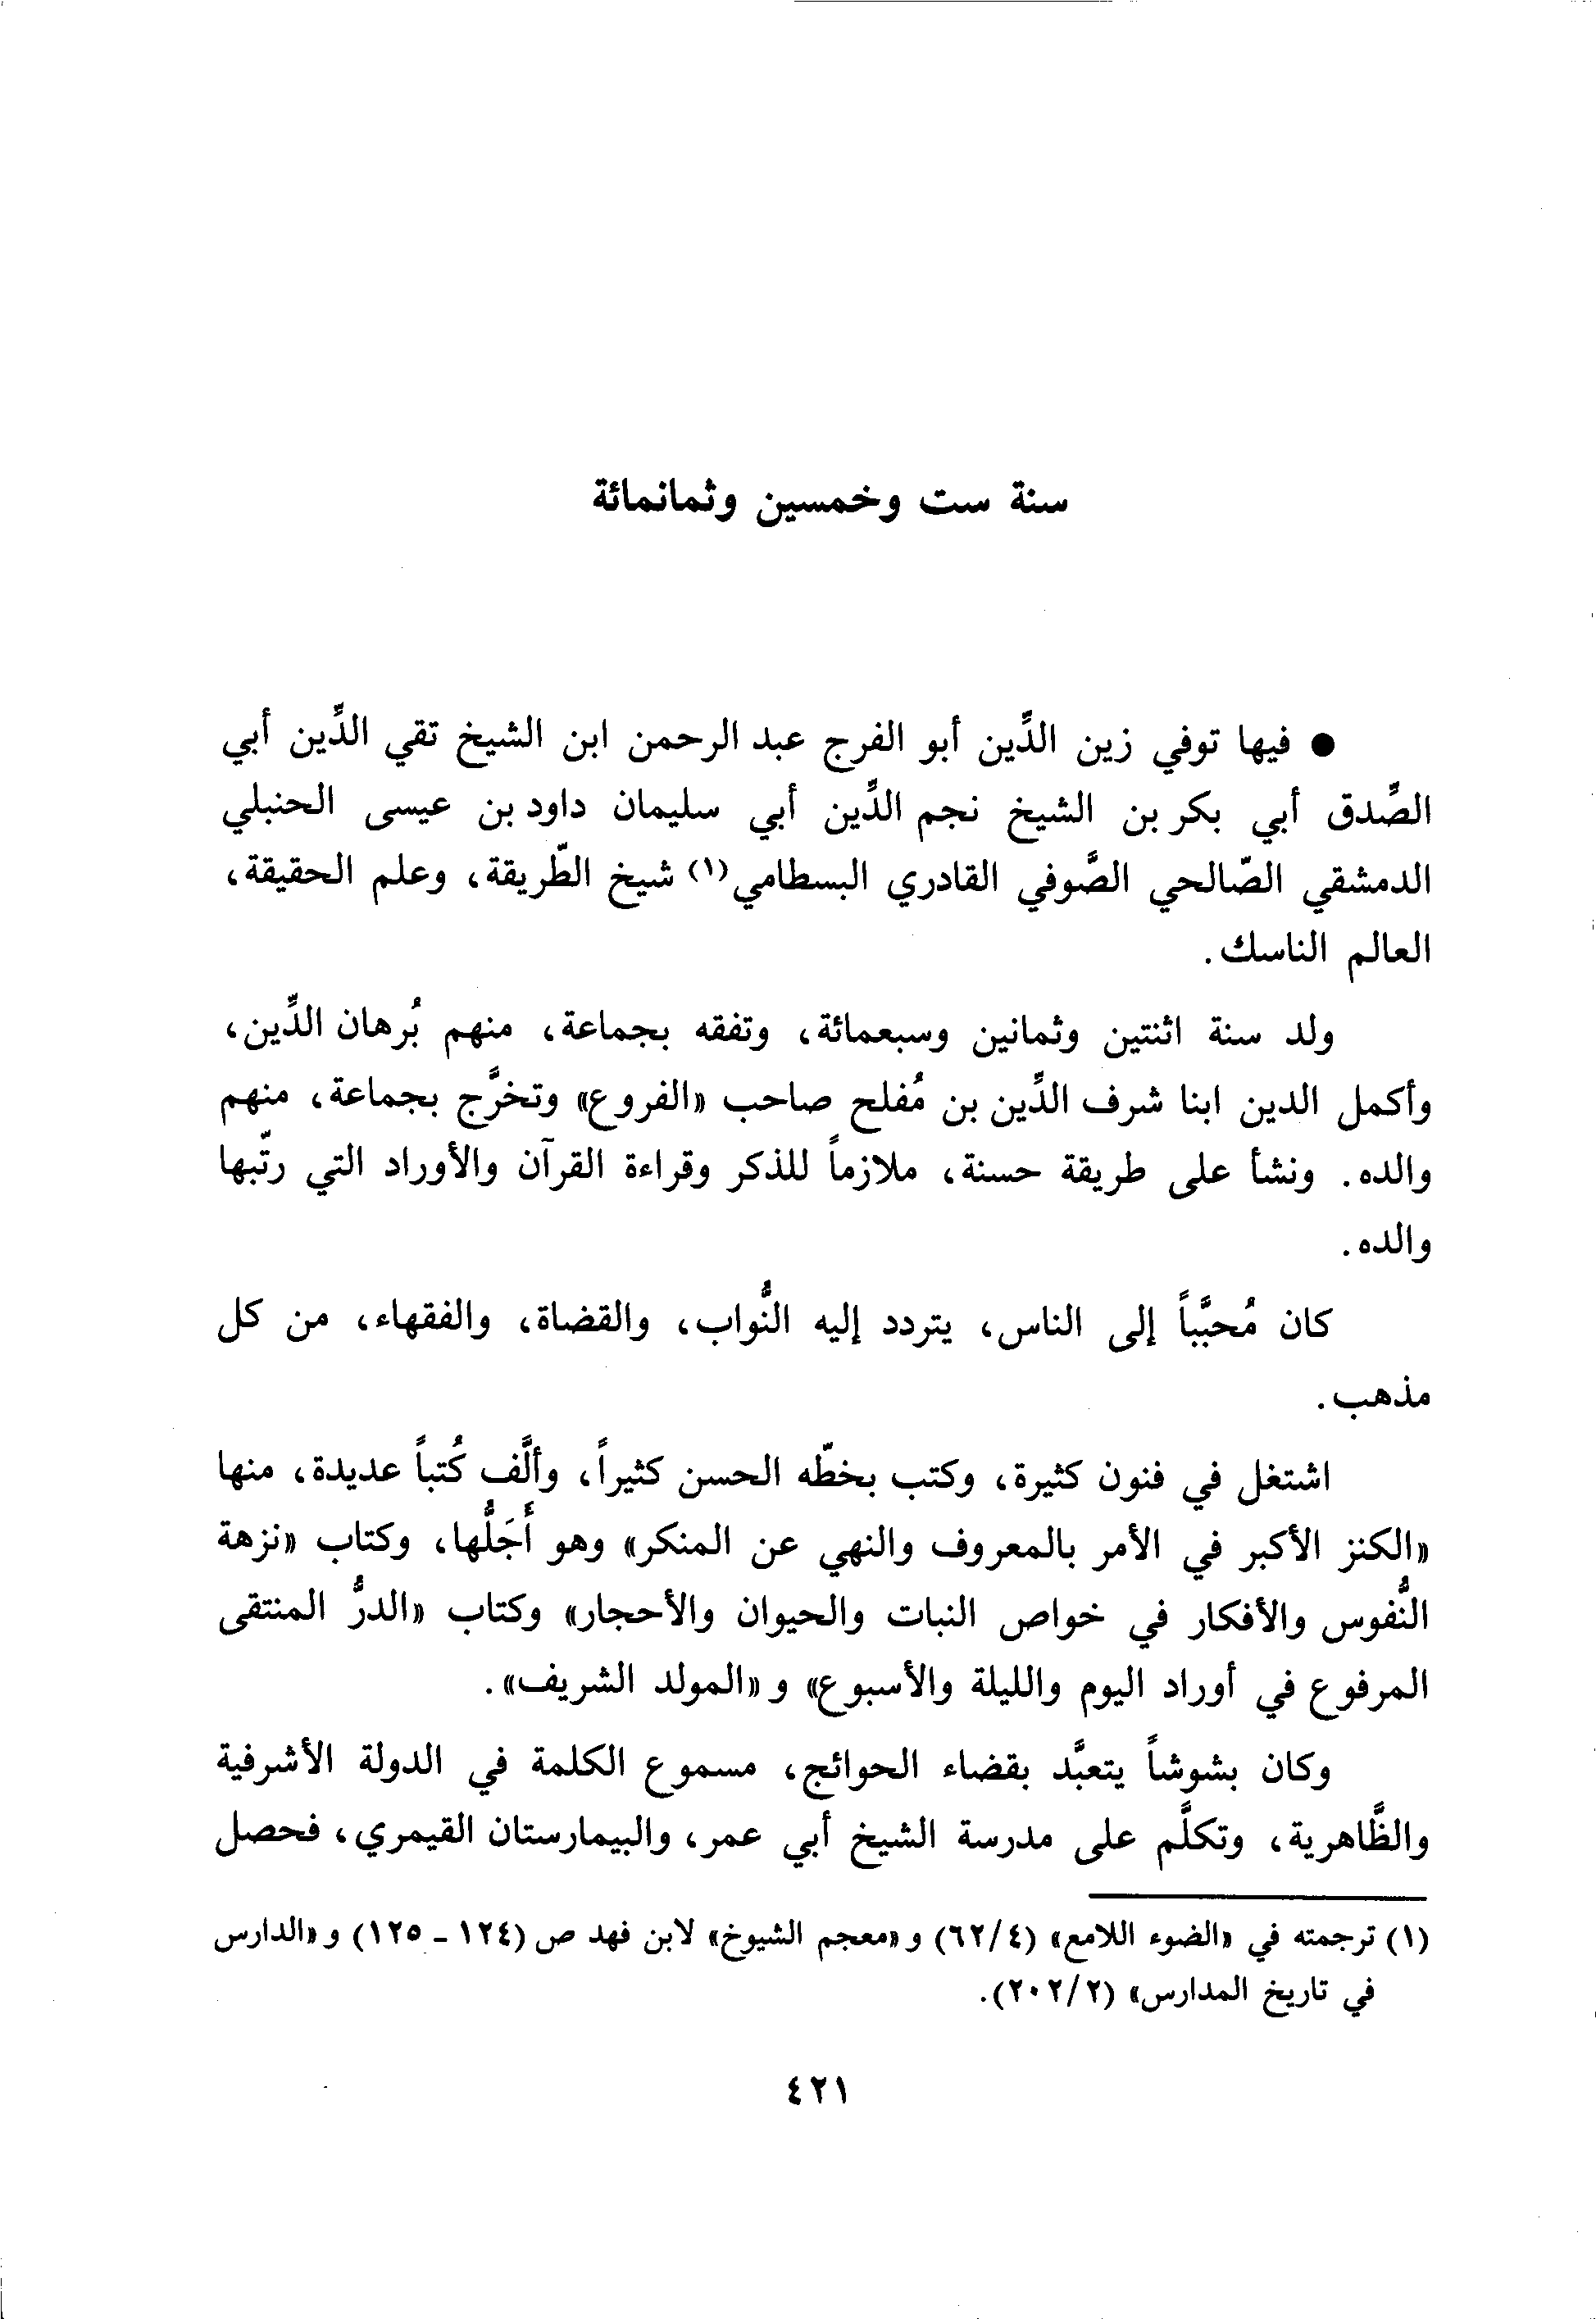 سنة ست وخمسين وثمانمائة
● فيها توفي زين الدِّين أبو الفرج عبد الرحمن ابن الشيخ تقي الدِّين أبي
الصِّدق أبي بكر بن الشيخ نجم الدِّين أبي سليمان داود بن عيسى الحنبلي
الدمشقي الصّالحي الصَّوفي القادري البسطامي(١) شيخ الطّريقة، وعلم الحقيقة،
العالم الناسك.
ولد سنة اثنتين وثمانين وسبعمائة، وتفقه بجماعة، منهم بُرهان الدِّين،
وأكمل الدين ابنا شرف الدِّين بن مُفلح صاحب «الفروع» وتخرَّج بجماعة، منهم
والده. ونشأ على طريقة حسنة، ملازماً للذكر وقراءة القرآن والأوراد التي رتّبها
والده.
كان مُحبَّباً إلى الناس، يتردد إليه النُّواب، والقضاة، والفقهاء، من كل
مذهب.
اشتغل في فنون كثيرة، وكتب بخطّه الحسن كثيراً، وألَّف كُتباً عديدة، منها
«الكنز الأكبر في الأمر بالمعروف والنهي عن المنكر» وهو أَجَلُّها، وكتاب «نزهة
النُّفوس والأفكار في خواص النبات والحيوان والأحجار» وكتاب «الدرُّ المنتقى
المرفوع في أوراد اليوم والليلة والأسبوع» و «المولد الشريف».
وكان بشوشاً يتعبَّد بقضاء الحوائج، مسموع الكلمة في الدولة الأشرفية
والظَّاهرية، وتكلَّم على مدرسة الشيخ أبي عمر، والبيمارستان القيمري، فحصل
(١) ترجمته في «الضوء اللامع» (٦٢/٤) و«معجم الشيوخ» لابن فهد ص (١٢٤ - ١٢٥) و«الدارس
في تاريخ المدارس» (٢٠٢/٢).
٤٢١